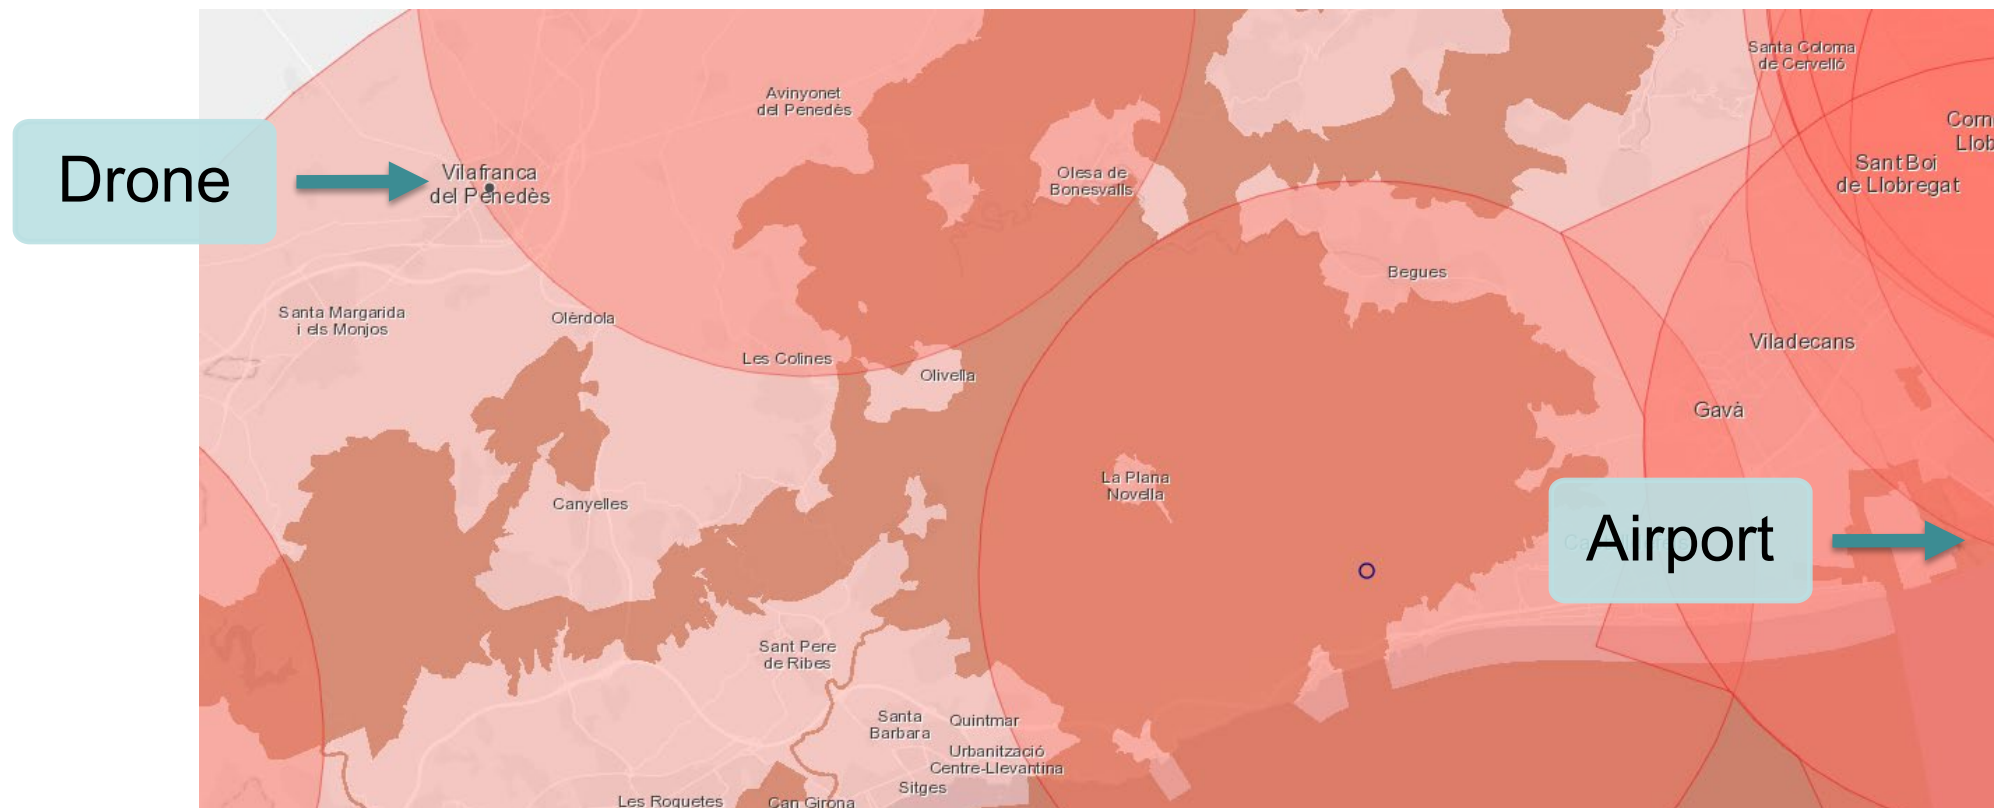 Santa Coloma
de Cervelló
Avinyonet
del Penedès
Corn
Llob
Drone
Vilafranca
del Penedès
Olesa de
Bonesvalls
Sant Boi
de Llobregat
Begues
Santa Margarida
i els Monjos
Olèrdola
Viladecans
Les Colines
Olivella
Gavà
La Plana
Novella
Canyelles
Airport
Sant Pere
de Ribes
Santa
Barbara
Quintmar
Urbanització
Centre-Llevantina
Sitges
Les Roquetes
Can Girona